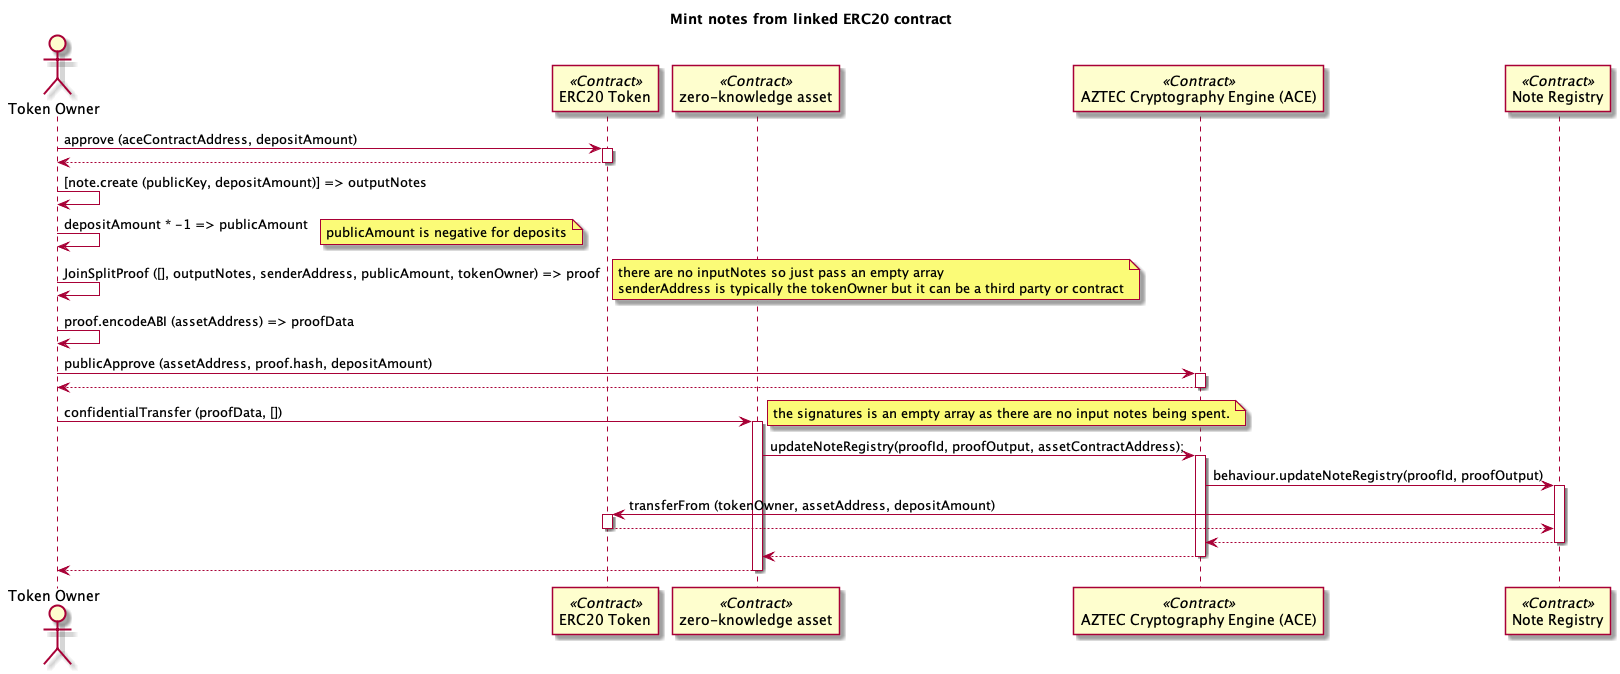 Mint notes from linked ERC20 contract
Token Owner
«Contract»
ERC20 Token
«Contract»
zero-knowledge asset
«Contract»
AZTEC Cryptography Engine (ACE)
«Contract»
Note Registry
approve (aceContractAddress, depositAmount)
[note.create (publicKey, depositAmount)] => outputNotes
depositAmount * -1 => publicAmount
publicAmount is negative for deposits
JoinSplitProof ([], outputNotes, senderAddress, publicAmount, tokenOwner) => proof
there are no inputNotes so just pass an empty array
senderAddress is typically the tokenOwner but it can be a third party or contract
proof.encodeABI (assetAddress) => proofData
publicApprove (assetAddress, proof.hash, depositAmount)
confidentialTransfer (proofData, [])
the signatures is an empty array as there are no input notes being spent.
updateNoteRegistry(proofId, proofOutput, assetContractAddress);
behaviour.updateNoteRegistry(proofId, proofOutput)
transferFrom (tokenOwner, assetAddress, depositAmount)
Token Owner
«Contract»
ERC20 Token
«Contract»
zero-knowledge asset
«Contract»
AZTEC Cryptography Engine (ACE)
«Contract»
Note Registry